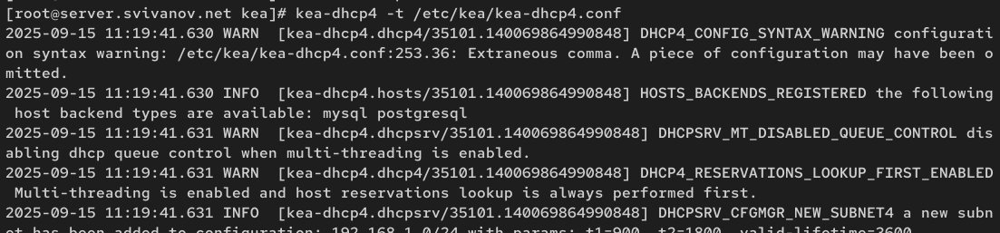 [root@server.svivanov.net kea]# kea-dhcp4 -t /etc/kea/kea-dhcp4.conf
2025-09-15 11:19:41.630 WARN  [kea-dhcp4.dhcp4/35101.140069864990848] DHCP4_CONFIG_SYNTAX_WARNING configurati
on syntax warning: /etc/kea/kea-dhcp4.conf:253.36: Extraneous comma. A piece of configuration may have been o
mitted.
2025-09-15 11:19:41.630 INFO  [kea-dhcp4.hosts/35101.140069864990848] HOSTS_BACKENDS_REGISTERED the following
 host backend types are available: mysql postgresql
2025-09-15 11:19:41.631 WARN  [kea-dhcp4.dhcpsrv/35101.140069864990848] DHCPSRV_MT_DISABLED_QUEUE_CONTROL dis
abling dhcp queue control when multi-threading is enabled.
2025-09-15 11:19:41.631 WARN  [kea-dhcp4.dhcp4/35101.140069864990848] DHCP4_RESERVATIONS_LOOKUP_FIRST_ENABLED
 Multi-threading is enabled and host reservations lookup is always performed first.
2025-09-15 11:19:41.631 INFO  [kea-dhcp4.dhcpsrv/35101.140069864990848] DHCPSRV_CFGMGR_NEW_SUBNET4 a new subn
et has been added to configuration: 192.168.1.0/24 with params: t1=900, t2=1800, valid-lifetime=3600